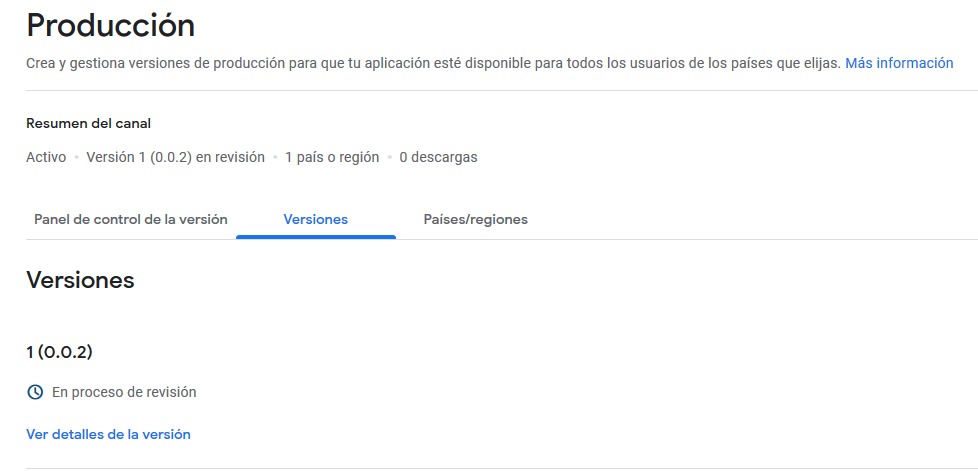 Producción
Crea y gestiona versiones de producción para que tu aplicación esté disponible para todos los usuarios de los países que elijas. Más información
Resumen del canal
Activo • Versión 1 (0.0.2) en revisión • 1 país o región • 0 descargas
Panel de control de la versión Versiones Países/regiones
Versiones
1 (0.0.2)
En proceso de revisión
Ver detalles de la versión